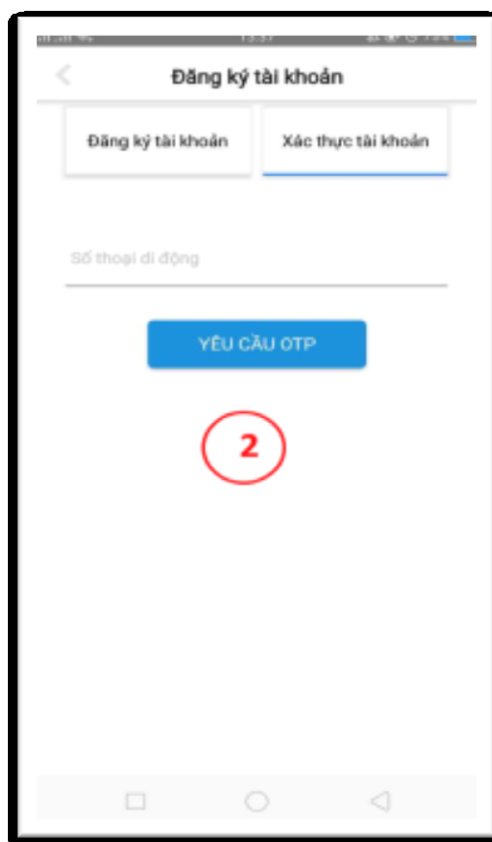 Đăng ký tài khoản
Đăng ký tài khoản
Xác thực tài khoản
Số thoại di động
YÊU CẦU OTP
2